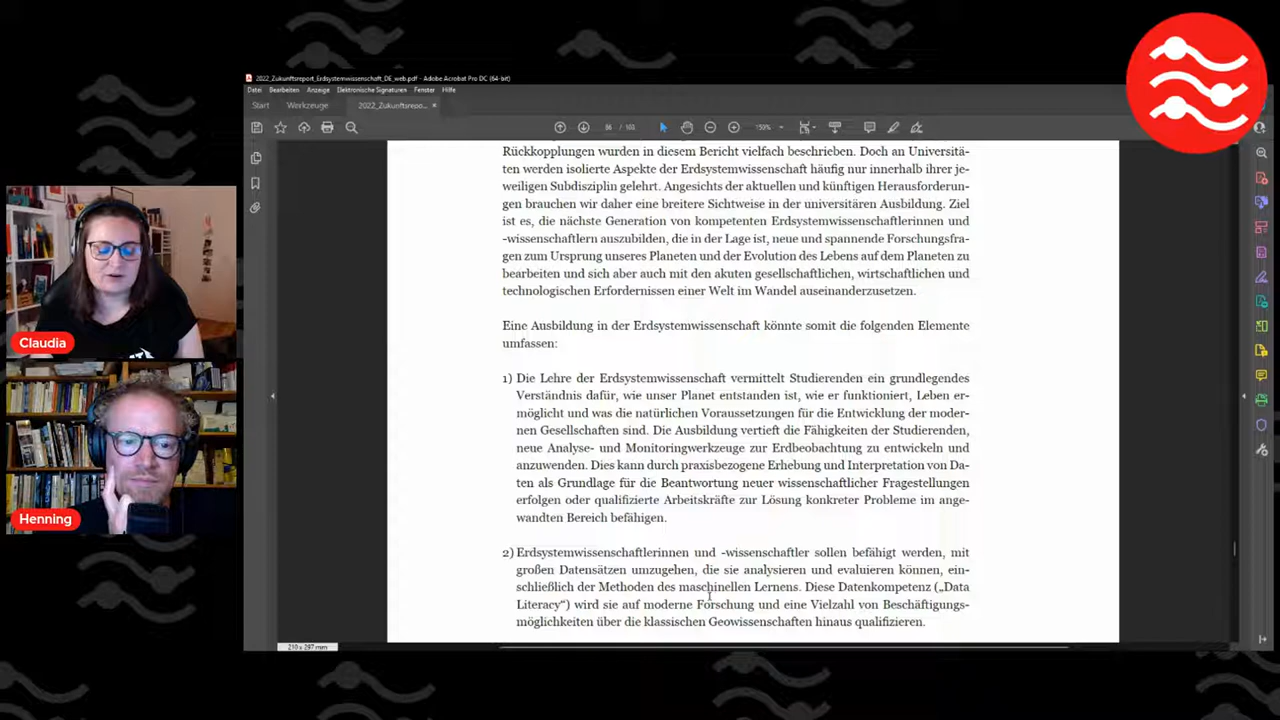 2022_Zukunftsreport_Erdsystemwissenschaft_DE_web.pdf - Adobe Acrobat Pro DC (64-bit)
Datei Bearbeiten Anzeige Elektronische Signaturen Fenster Hilfe
Start Werkzeuge 2022_Zukunftsrepo... ×
86 / 103 159%
Rückkopplungen wurden in diesem Bericht vielfach beschrieben. Doch an Universitä-
ten werden isolierte Aspekte der Erdsystemwissenschaft häufig nur innerhalb ihrer je-
weiligen Subdisziplin gelehrt. Angesichts der aktuellen und künftigen Herausforderun-
gen brauchen wir daher eine breitere Sichtweise in der universitären Ausbildung. Ziel
ist es, die nächste Generation von kompetenten Erdsystemwissenschaftlerinnen und
-wissenschaftlern auszubilden, die in der Lage ist, neue und spannende Forschungsfra-
gen zum Ursprung unseres Planeten und der Evolution des Lebens auf dem Planeten zu
bearbeiten und sich aber auch mit den akuten gesellschaftlichen, wirtschaftlichen und
technologischen Erfordernissen einer Welt im Wandel auseinanderzusetzen.
Eine Ausbildung in der Erdsystemwissenschaft könnte somit die folgenden Elemente
umfassen:
1) Die Lehre der Erdsystemwissenschaft vermittelt Studierenden ein grundlegendes
Verständnis dafür, wie unser Planet entstanden ist, wie er funktioniert, Leben er-
möglicht und was die natürlichen Voraussetzungen für die Entwicklung der moder-
nen Gesellschaften sind. Die Ausbildung vertieft die Fähigkeiten der Studierenden,
neue Analyse- und Monitoringwerkzeuge zur Erdbeobachtung zu entwickeln und
anzuwenden. Dies kann durch praxisbezogene Erhebung und Interpretation von Da-
ten als Grundlage für die Beantwortung neuer wissenschaftlicher Fragestellungen
erfolgen oder qualifizierte Arbeitskräfte zur Lösung konkreter Probleme im ange-
wandten Bereich befähigen.
2) Erdsystemwissenschaftlerinnen und -wissenschaftler sollen befähigt werden, mit
großen Datensätzen umzugehen, die sie analysieren und evaluieren können, ein-
schließlich der Methoden des maschinellen Lernens. Diese Datenkompetenz („Data
Literacy“) wird sie auf moderne Forschung und eine Vielzahl von Beschäftigungs-
möglichkeiten über die klassischen Geowissenschaften hinaus qualifizieren.
210 x 297 mm
Claudia
Henning